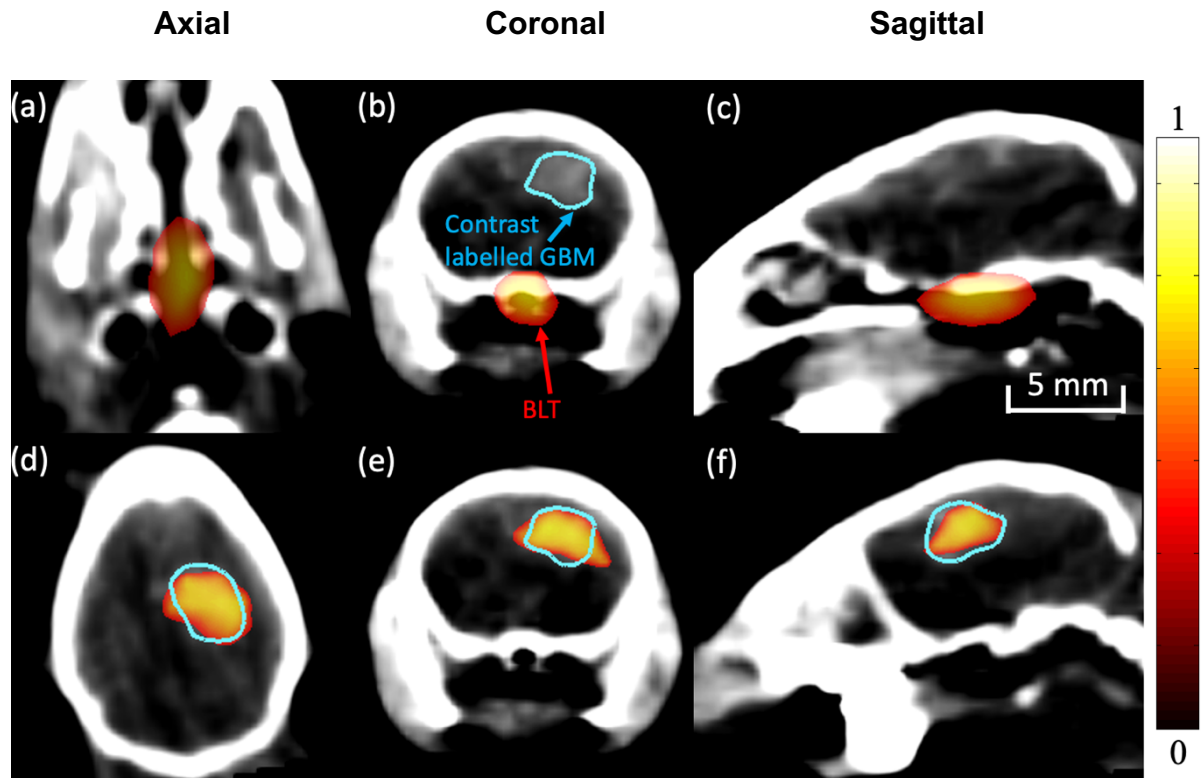 Axial Coronal Sagittal
(a) (b) (c)
1
Contrast
labelled GBM
BLT
5 mm
(d) (e) (f)
0